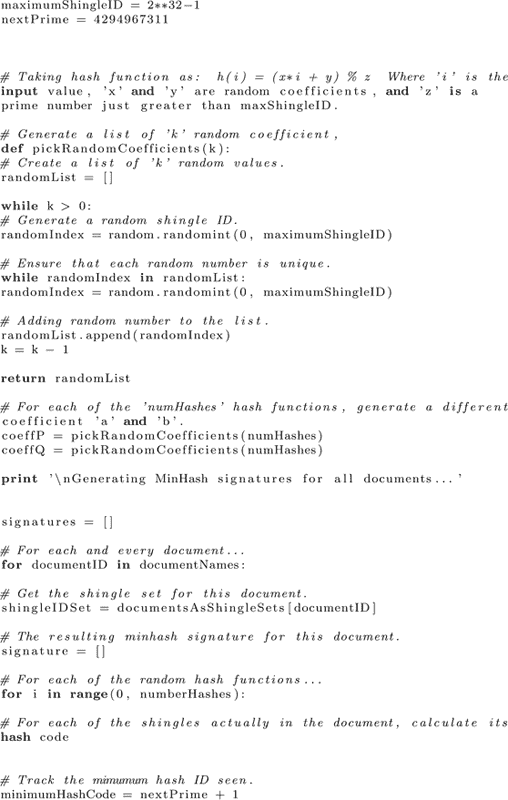 maximumShingleID = 2**32−1
nextPrime = 4294967311
# Taking hash function as: h(i) = (x*i + y) % z Where 'i' is the
input value, 'x' and 'y' are random coefficients, and 'z' is a
prime number just greater than maxShingleID.
# Generate a list of 'k' random coefficient,
def pickRandomCoefficients(k):
# Create a list of 'k' random values.
randomList = []
while k > 0:
# Generate a random shingle ID.
randomIndex = random.randomint(0, maximumShingleID)
# Ensure that each random number is unique.
while randomIndex in randomList:
randomIndex = random.randomint(0, maximumShingleID)
# Adding random number to the list.
randomList.append(randomIndex)
k = k − 1
return randomList
# For each of the 'numHashes' hash functions, generate a different
coefficient 'a' and 'b'.
coeffP = pickRandomCoefficients(numHashes)
coeffQ = pickRandomCoefficients(numHashes)
print '\nGenerating MinHash signatures for all documents...'
signatures = []
# For each and every document...
for documentID in documentNames:
# Get the shingle set for this document.
shingleIDSet = documentsAsShingleSets[documentID]
# The resulting minhash signature for this document.
signature = []
# For each of the random hash functions...
for i in range(0, numberHashes):
# For each of the shingles actually in the document, calculate its
hash code
# Track the mimumum hash ID seen.
minimumHashCode = nextPrime + 1